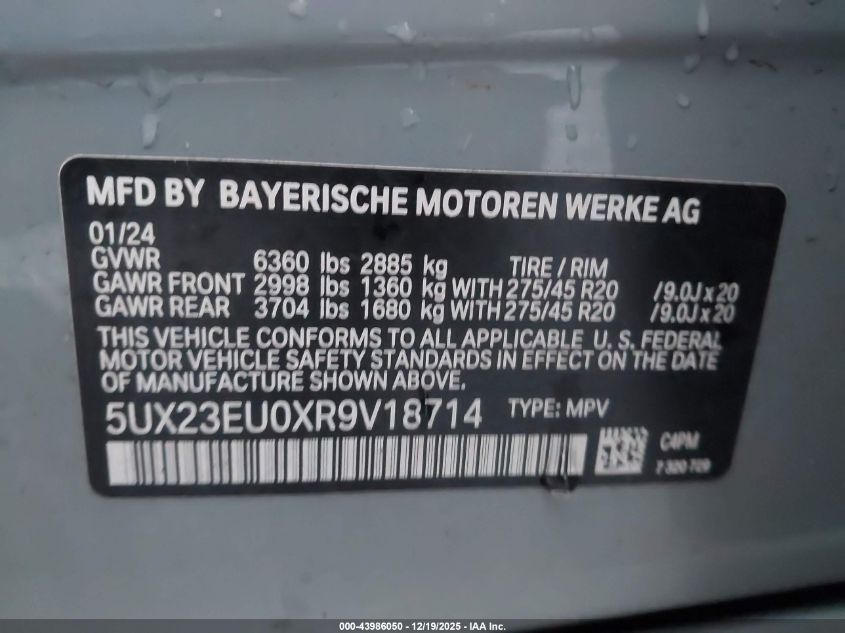 MFD BY BAYERISCHE MOTOREN WERKE AG
01/24
GVWR 6360 lbs 2885 kg TIRE / RIM
GAWR FRONT 2998 lbs 1360 kg WITH 275/45 R20 /9.0J x 20
GAWR REAR 3704 lbs 1680 kg WITH 275/45 R20 /9.0J x 20
THIS VEHICLE CONFORMS TO ALL APPLICABLE U. S. FEDERAL
MOTOR VEHICLE SAFETY STANDARDS IN EFFECT ON THE DATE
OF MANUFACTURE SHOWN ABOVE.
5UX23EU0XR9V18714 TYPE: MPV
C4PM
7 320 709
000-43986050 - 12/19/2025 - IAA Inc.